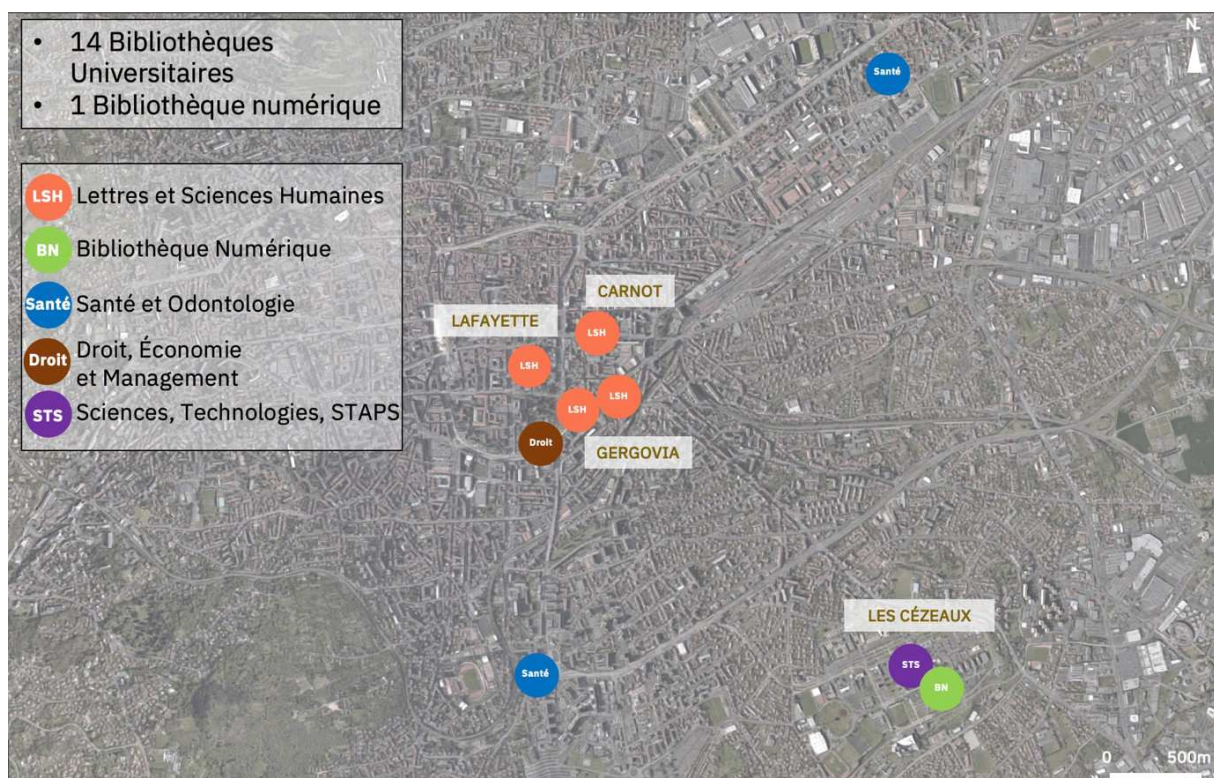 • 14 Bibliothèques
Universitaires
• 1 Bibliothèque numérique
LSH Lettres et Sciences Humaines
BN Bibliothèque Numérique
Santé Santé et Odontologie
Droit Droit, Économie
et Management
STS Sciences, Technologies, STAPS
N
Santé
CARNOT
LAFAYETTE
LSH
LSH
LSH
LSH
Droit
GERGOVIA
LES CÉZEAUX
STS
Santé
BN
0 500m